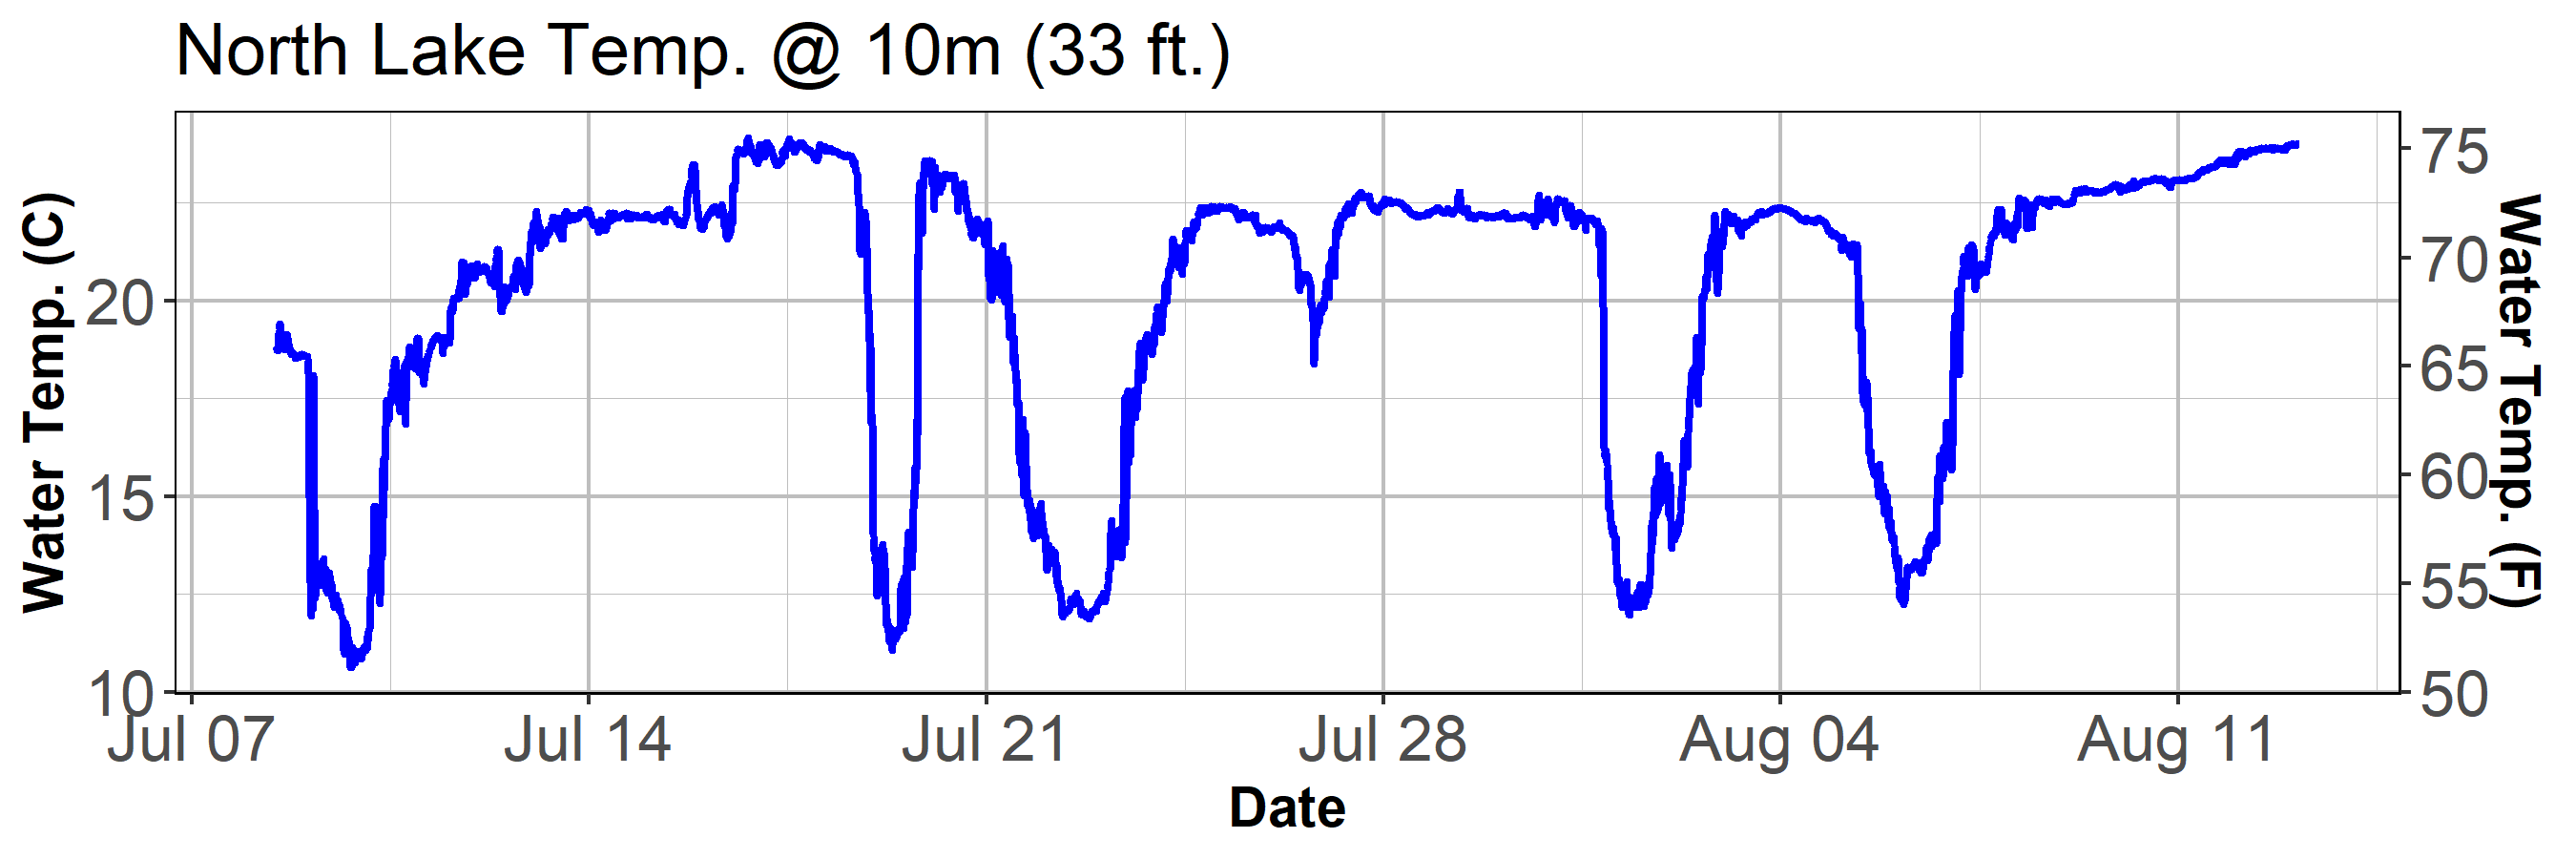 North Lake Temp. @ 10m (33 ft.)
Water Temp. (C)
20
15
10
75
70
65
60
55
50
Water Temp. (F)
Jul 07 Jul 14 Jul 21 Jul 28 Aug 04 Aug 11
Date